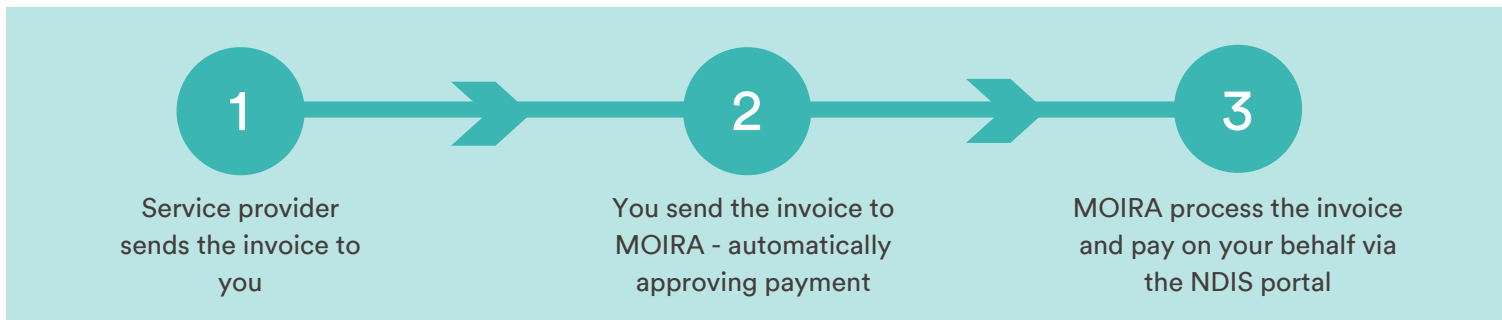 1
Service provider
sends the invoice to
you
2
You send the invoice to
MOIRA - automatically
approving payment
3
MOIRA process the invoice
and pay on your behalf via
the NDIS portal